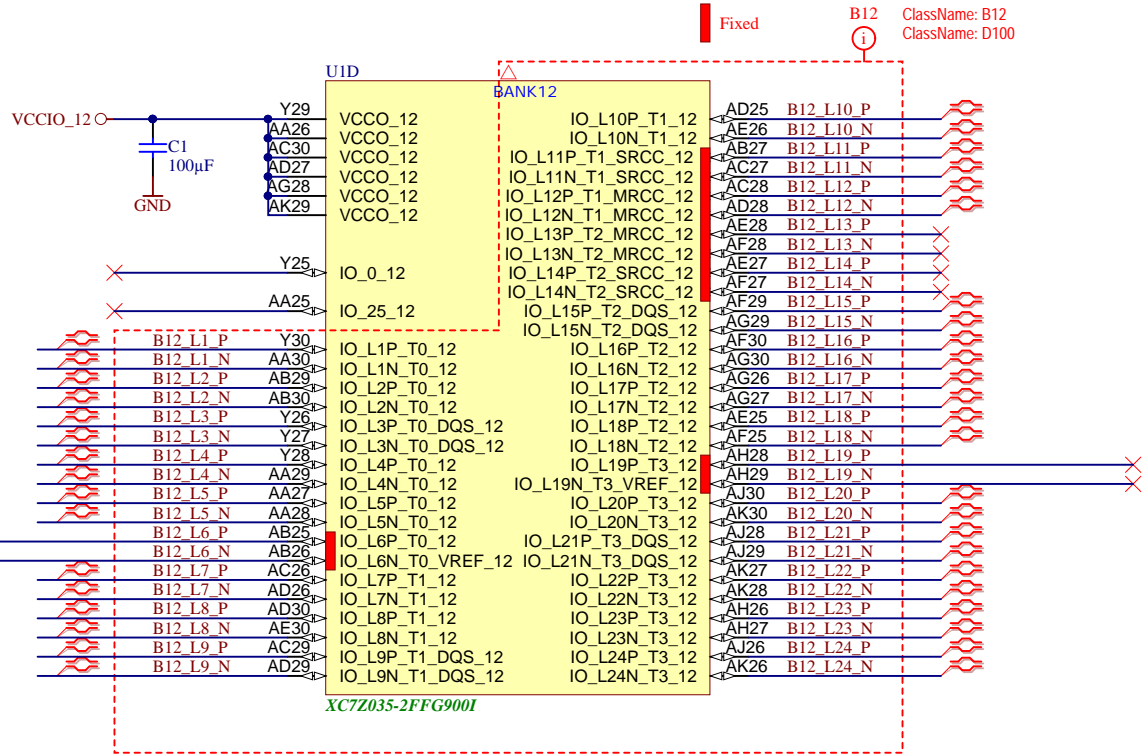 Fixed
B12
i
ClassName: B12
ClassName: D100
U1D
BANK12
VCCIO_12
C1
100µF
GND
Y29 VCCO_12
AA26 VCCO_12
AC30 VCCO_12
AD27 VCCO_12
AG28 VCCO_12
AK29 VCCO_12
Y25 IO_0_12
AA25 IO_25_12
B12_L1_P Y30 IO_L1P_T0_12
B12_L1_N AA30 IO_L1N_T0_12
B12_L2_P AB29 IO_L2P_T0_12
B12_L2_N AB30 IO_L2N_T0_12
B12_L3_P Y26 IO_L3P_T0_DQS_12
B12_L3_N Y27 IO_L3N_T0_DQS_12
B12_L4_P Y28 IO_L4P_T0_12
B12_L4_N AA29 IO_L4N_T0_12
B12_L5_P AA27 IO_L5P_T0_12
B12_L5_N AA28 IO_L5N_T0_12
B12_L6_P AB25 IO_L6P_T0_12
B12_L6_N AB26 IO_L6N_T0_VREF_12
B12_L7_P AC26 IO_L7P_T1_12
B12_L7_N AD26 IO_L7N_T1_12
B12_L8_P AD30 IO_L8P_T1_12
B12_L8_N AE30 IO_L8N_T1_12
B12_L9_P AC29 IO_L9P_T1_DQS_12
B12_L9_N AD29 IO_L9N_T1_DQS_12
IO_L10P_T1_12 AD25 B12_L10_P
IO_L10N_T1_12 AE26 B12_L10_N
IO_L11P_T1_SRCC_12 AB27 B12_L11_P
IO_L11N_T1_SRCC_12 AC27 B12_L11_N
IO_L12P_T1_MRCC_12 AC28 B12_L12_P
IO_L12N_T1_MRCC_12 AD28 B12_L12_N
IO_L13P_T2_MRCC_12 AE28 B12_L13_P
IO_L13N_T2_MRCC_12 AF28 B12_L13_N
IO_L14P_T2_SRCC_12 AE27 B12_L14_P
IO_L14N_T2_SRCC_12 AF27 B12_L14_N
IO_L15P_T2_DQS_12 AF29 B12_L15_P
IO_L15N_T2_DQS_12 AG29 B12_L15_N
IO_L16P_T2_12 AF30 B12_L16_P
IO_L16N_T2_12 AG30 B12_L16_N
IO_L17P_T2_12 AG26 B12_L17_P
IO_L17N_T2_12 AG27 B12_L17_N
IO_L18P_T2_12 AE25 B12_L18_P
IO_L18N_T2_12 AF25 B12_L18_N
IO_L19P_T3_12 AH28 B12_L19_P
IO_L19N_T3_VREF_12 AH29 B12_L19_N
IO_L20P_T3_12 AJ30 B12_L20_P
IO_L20N_T3_12 AK30 B12_L20_N
IO_L21P_T3_DQS_12 AJ28 B12_L21_P
IO_L21N_T3_DQS_12 AJ29 B12_L21_N
IO_L22P_T3_12 AK27 B12_L22_P
IO_L22N_T3_12 AK28 B12_L22_N
IO_L23P_T3_12 AH26 B12_L23_P
IO_L23N_T3_12 AH27 B12_L23_N
IO_L24P_T3_12 AJ26 B12_L24_P
IO_L24N_T3_12 AK26 B12_L24_N
XC7Z035-2FFG900I